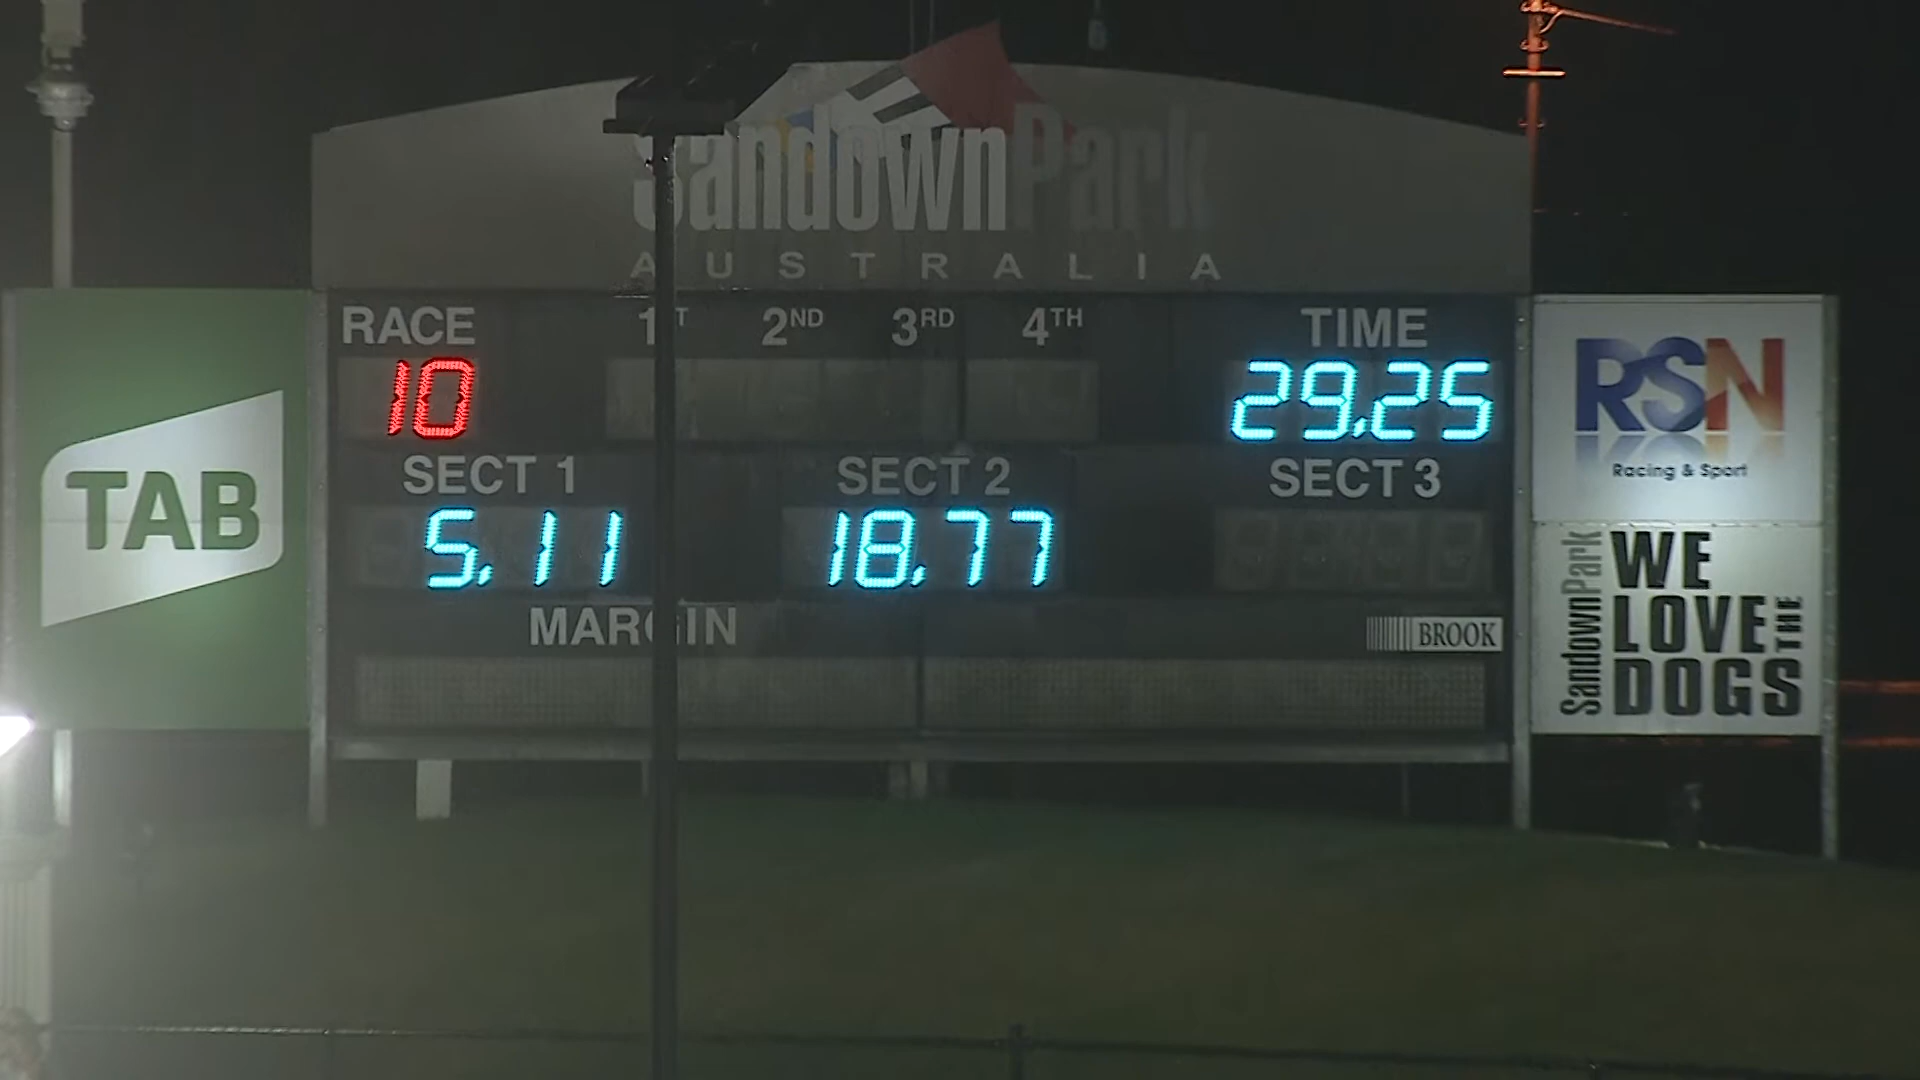 SandownPark
AUSTRALIA
RACE 1ST 2ND 3RD 4TH TIME
10 29.25
SECT 1 SECT 2 SECT 3
5.11 18.77
MARGIN
BROOK
TAB
RSN
Racing & Sport
SandownPark
WE
LOVE THE
DOGS